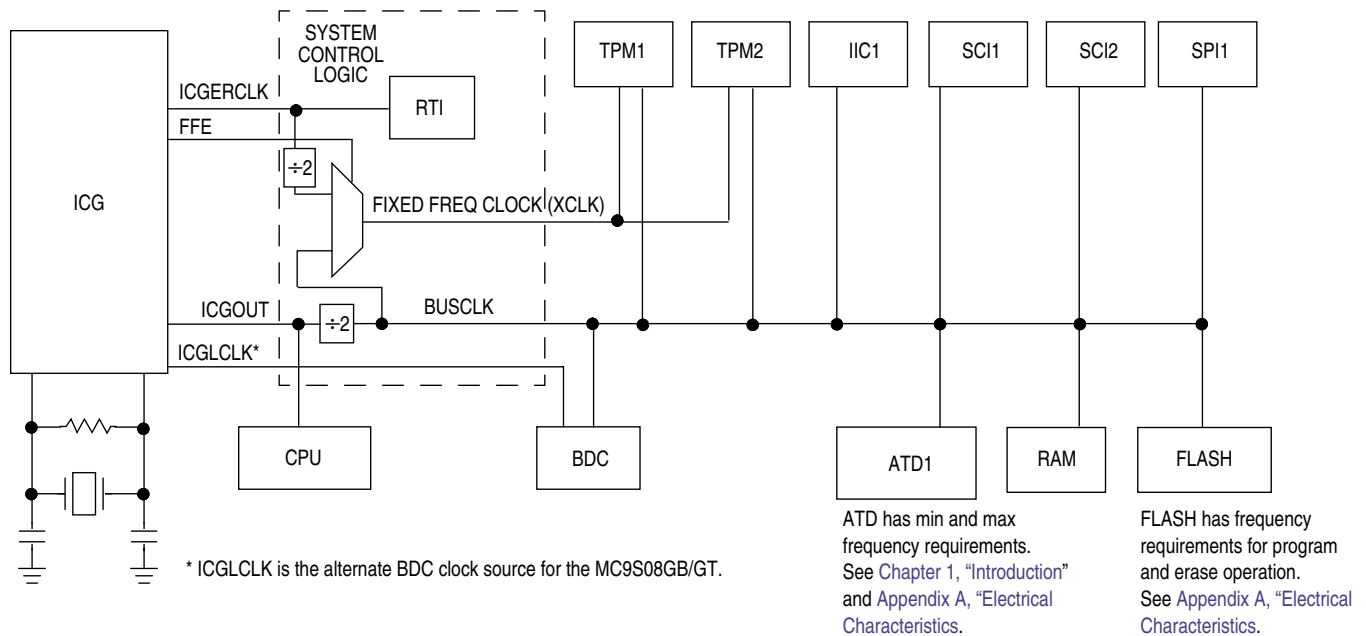 SYSTEM
CONTROL
LOGIC
TPM1
TPM2
IIC1
SCI1
SCI2
SPI1
ICGERCLK
RTI
FFE
÷2
ICG
FIXED FREQ CLOCK (XCLK)
ICGOUT
÷2
BUSCLK
ICGLCLK*
CPU
BDC
ATD1
RAM
FLASH
ATD has min and max
frequency requirements.
See Chapter 1, “Introduction”
and Appendix A, “Electrical
Characteristics.
FLASH has frequency
requirements for program
and erase operation.
See Appendix A, “Electrical
Characteristics.
* ICGLCLK is the alternate BDC clock source for the MC9S08GB/GT.